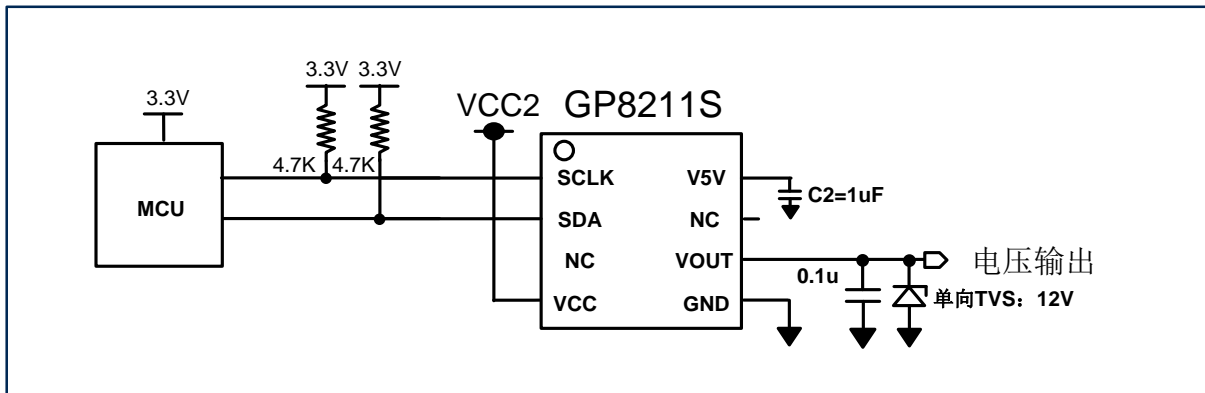 3.3V 3.3V
3.3V
VCC2 GP8211S
4.7K 4.7K
MCU
SCLK V5V
C2=1uF
SDA NC
NC VOUT
电压输出
0.1u
单向TVS：12V
VCC GND